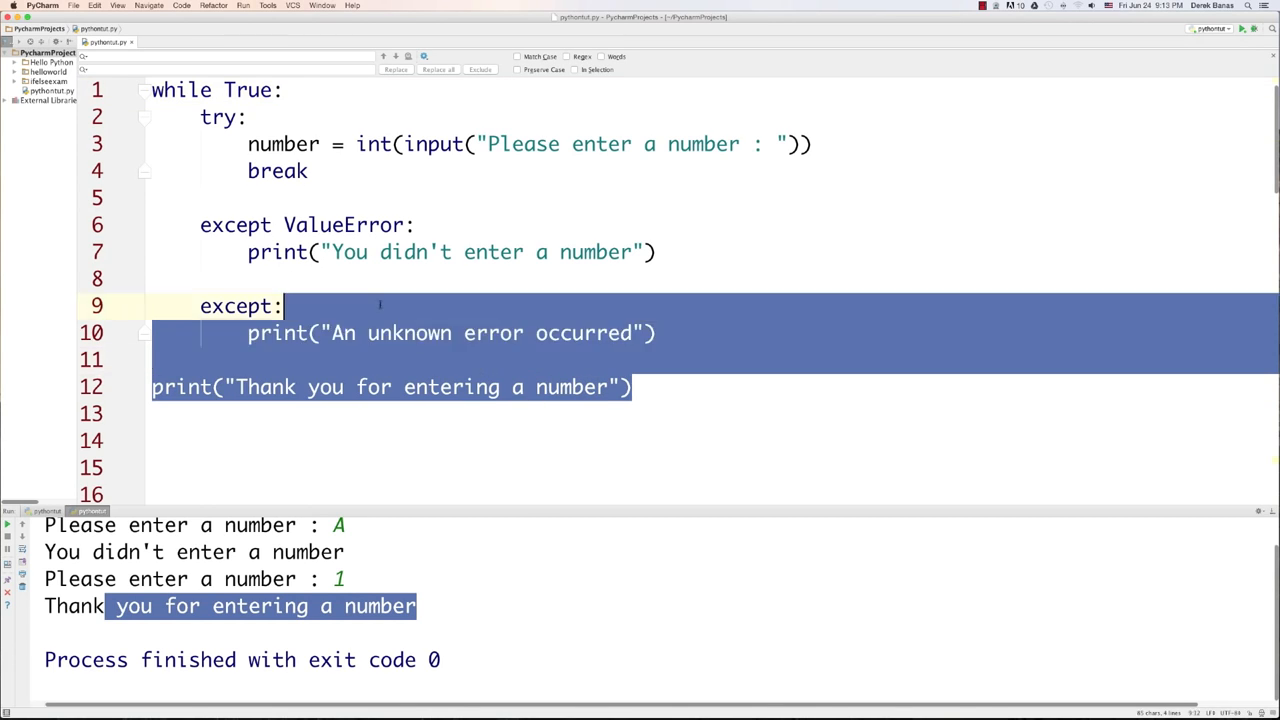 PyCharm File Edit View Navigate Code Refactor Run Tools VCS Window Help Fri Jun 24 9:13 PM Derek Banas
pythontut.py - PycharmProjects - [~/PycharmProjects]
PycharmProjects pythontut.py pythontut
pythontut.py
PycharmProject
Hello Python
helloworld
ifelseexam
pythontut.py
External Librarie
Match Case Regex Words
Replace Replace all Exclude Preserve Case In Selection
1 while True:
2 try:
3 number = int(input("Please enter a number : "))
4 break
5
6 except ValueError:
7 print("You didn't enter a number")
8
9 except:
10 print("An unknown error occurred")
11
12 print("Thank you for entering a number")
13
14
15
16
Run: pythontut pythontut
Please enter a number : A
You didn't enter a number
Please enter a number : 1
Thank you for entering a number
Process finished with exit code 0
85 chars, 4 lines 9:12 LF‡ UTF-8‡